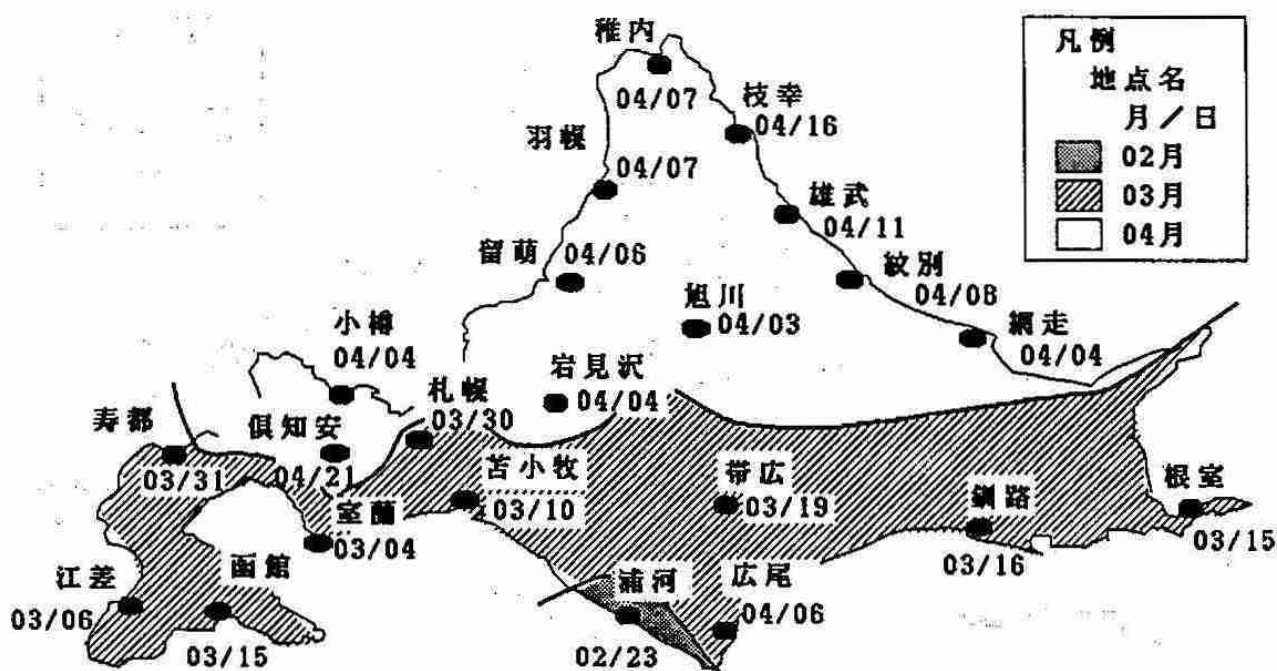 凡例
地点名
月／日
02月
03月
04月
稚内
04/07
枝幸
04/16
羽幌
04/07
雄武
04/11
留萌
04/06
紋別
04/08
旭川
04/03
網走
04/04
小樽
04/04
岩見沢
04/04
札幌
03/30
寿都
03/31
倶知安
04/21
苫小牧
03/10
帯広
03/19
釧路
03/16
根室
03/15
室蘭
03/04
函館
03/15
江差
03/06
浦河
02/23
広尾
04/06